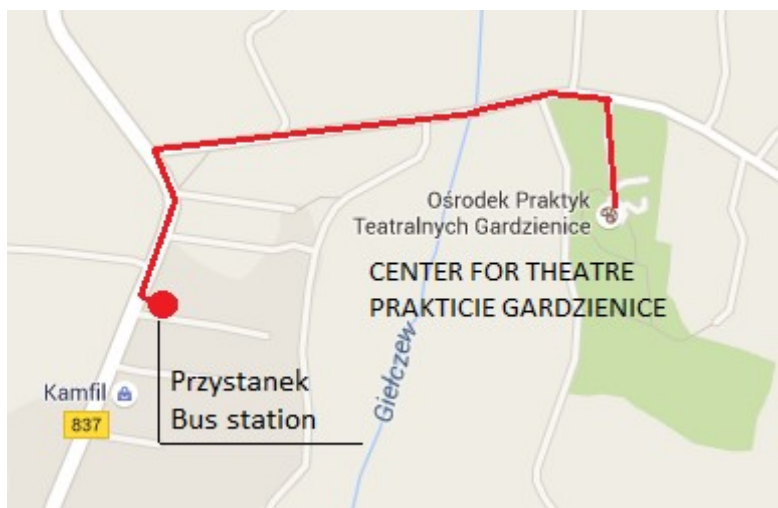 Ośrodek Praktyk
Teatralnych Gardzienice
CENTER FOR THEATRE
PRAKTICIE GARDZIENICE
Giełczew
Przystanek
Bus station
Kamfil
837